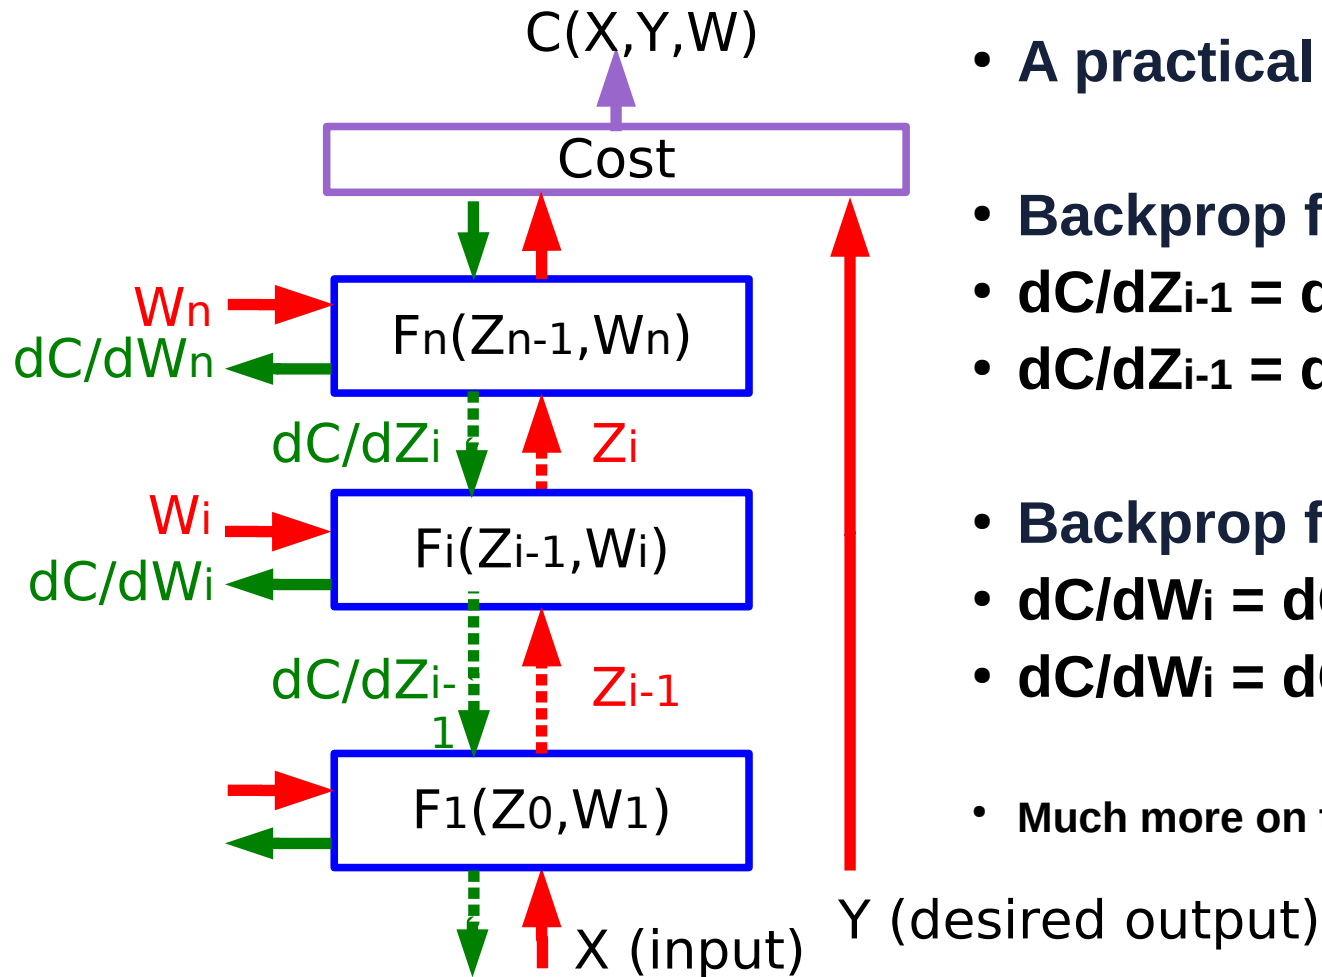 C(X,Y,W)
Cost
Wn
dC/dWn
Fn(Zn-1,Wn)
dC/dZi
Zi
Wi
dC/dWi
Fi(Zi-1,Wi)
dC/dZi-
1
Zi-1
F1(Z0,W1)
X (input)
Y (desired output)
• A practical
• Backprop f
• dC/dZi-1 = d
• dC/dZi-1 = d
• Backprop f
• dC/dWi = dC
• dC/dWi = dC
• Much more on